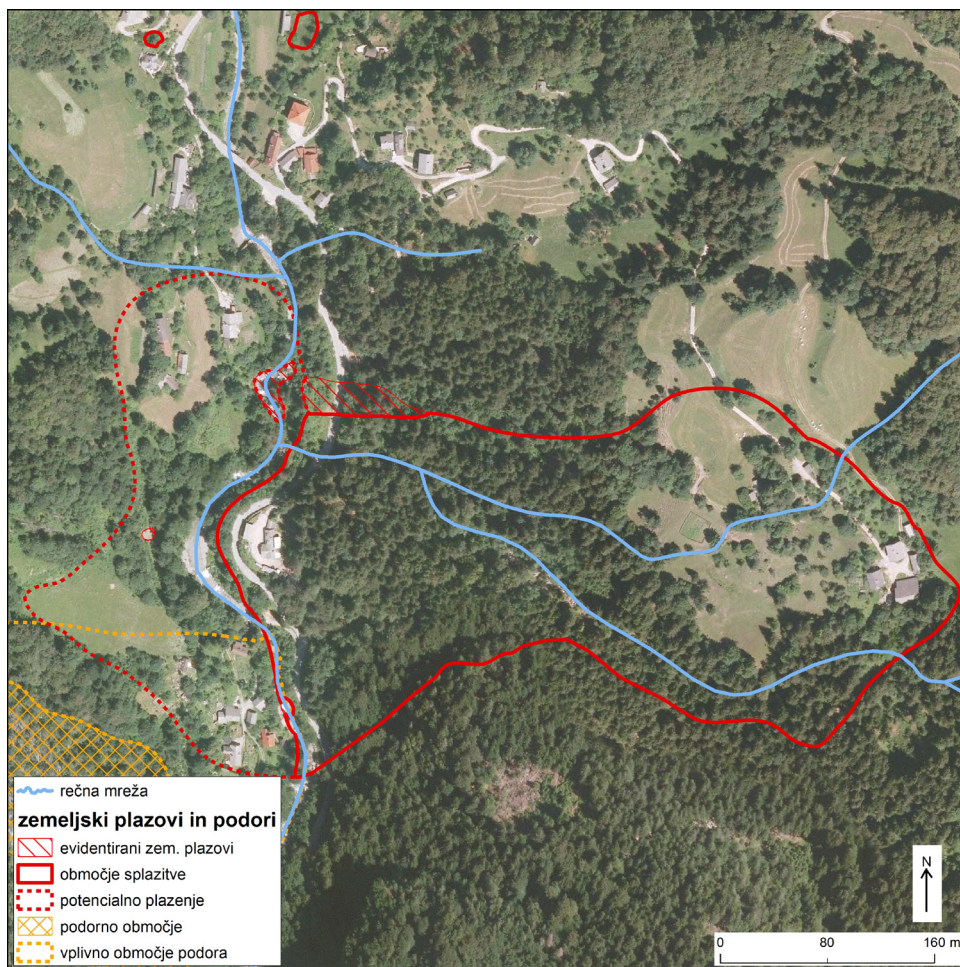 rečna mreža
zemeljski plazovi in podori
evidentirani zem. plazovi
območje splazitve
potencialno plazenje
podorno območje
vplivno območje podora
N
0 80 160 m